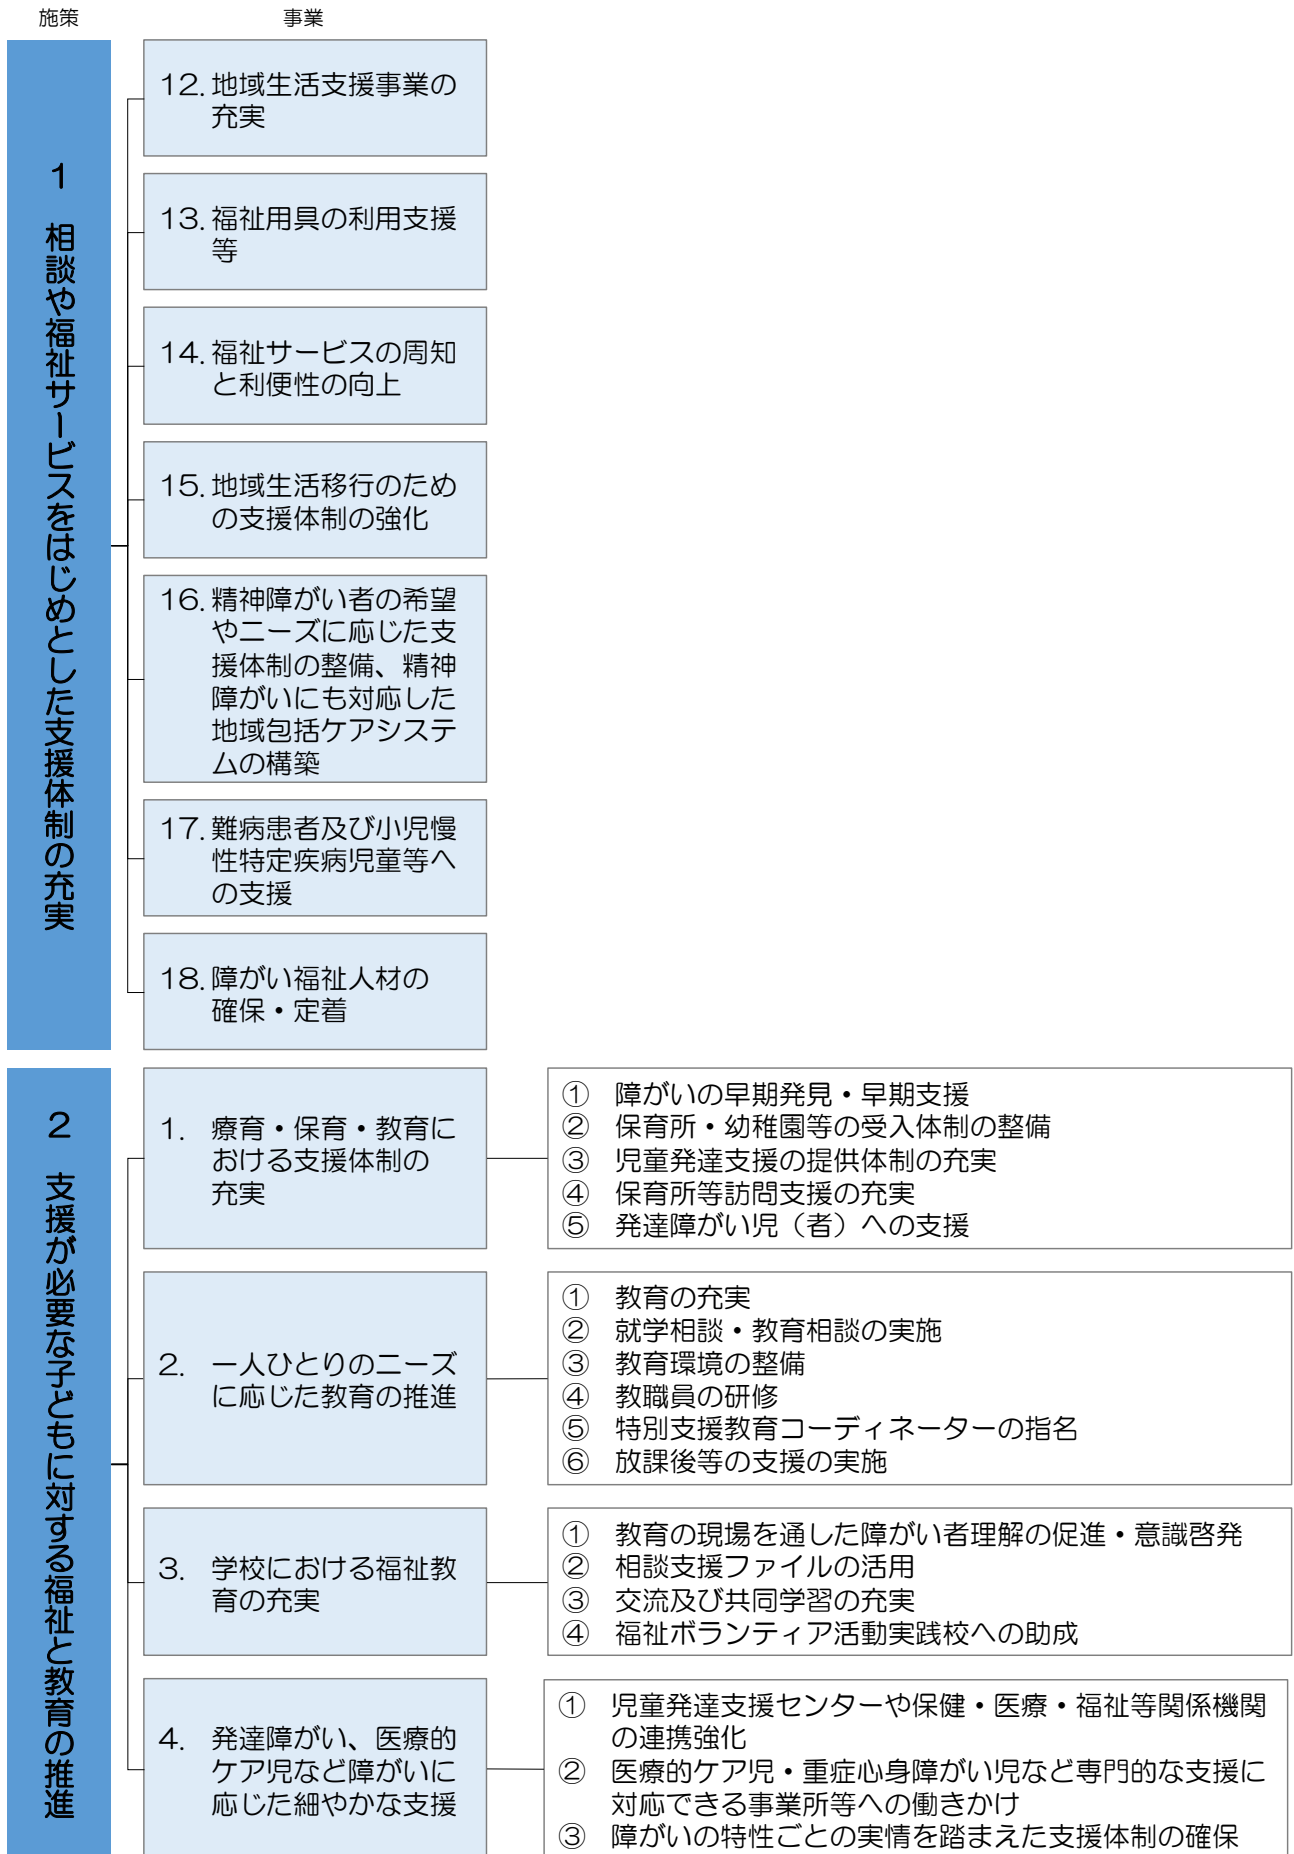 施策
事業
1 相談や福祉サービスをはじめとした支援体制の充実
12. 地域生活支援事業の
充実
13. 福祉用具の利用支援
等
14. 福祉サービスの周知
と利便性の向上
15. 地域生活移行のため
の支援体制の強化
16. 精神障がい者の希望
やニーズに応じた支
援体制の整備、精神
障がいにも対応した
地域包括ケアシステ
ムの構築
17. 難病患者及び小児慢
性特定疾病児童等へ
の支援
18. 障がい福祉人材の
確保・定着
2 支援が必要な子どもに対する福祉と教育の推進
1. 療育・保育・教育に
おける支援体制の
充実
① 障がいの早期発見・早期支援
② 保育所・幼稚園等の受入体制の整備
③ 児童発達支援の提供体制の充実
④ 保育所等訪問支援の充実
⑤ 発達障がい児（者）への支援
2. 一人ひとりのニーズ
に応じた教育の推進
① 教育の充実
② 就学相談・教育相談の実施
③ 教育環境の整備
④ 教職員の研修
⑤ 特別支援教育コーディネーターの指名
⑥ 放課後等の支援の実施
3. 学校における福祉教
育の充実
① 教育の現場を通した障がい者理解の促進・意識啓発
② 相談支援ファイルの活用
③ 交流及び共同学習の充実
④ 福祉ボランティア活動実践校への助成
4. 発達障がい、医療的
ケア児など障がいに
応じた細やかな支援
① 児童発達支援センターや保健・医療・福祉等関係機関
の連携強化
② 医療的ケア児・重症心身障がい児など専門的な支援に
対応できる事業所等への働きかけ
③ 障がいの特性ごとの実情を踏まえた支援体制の確保